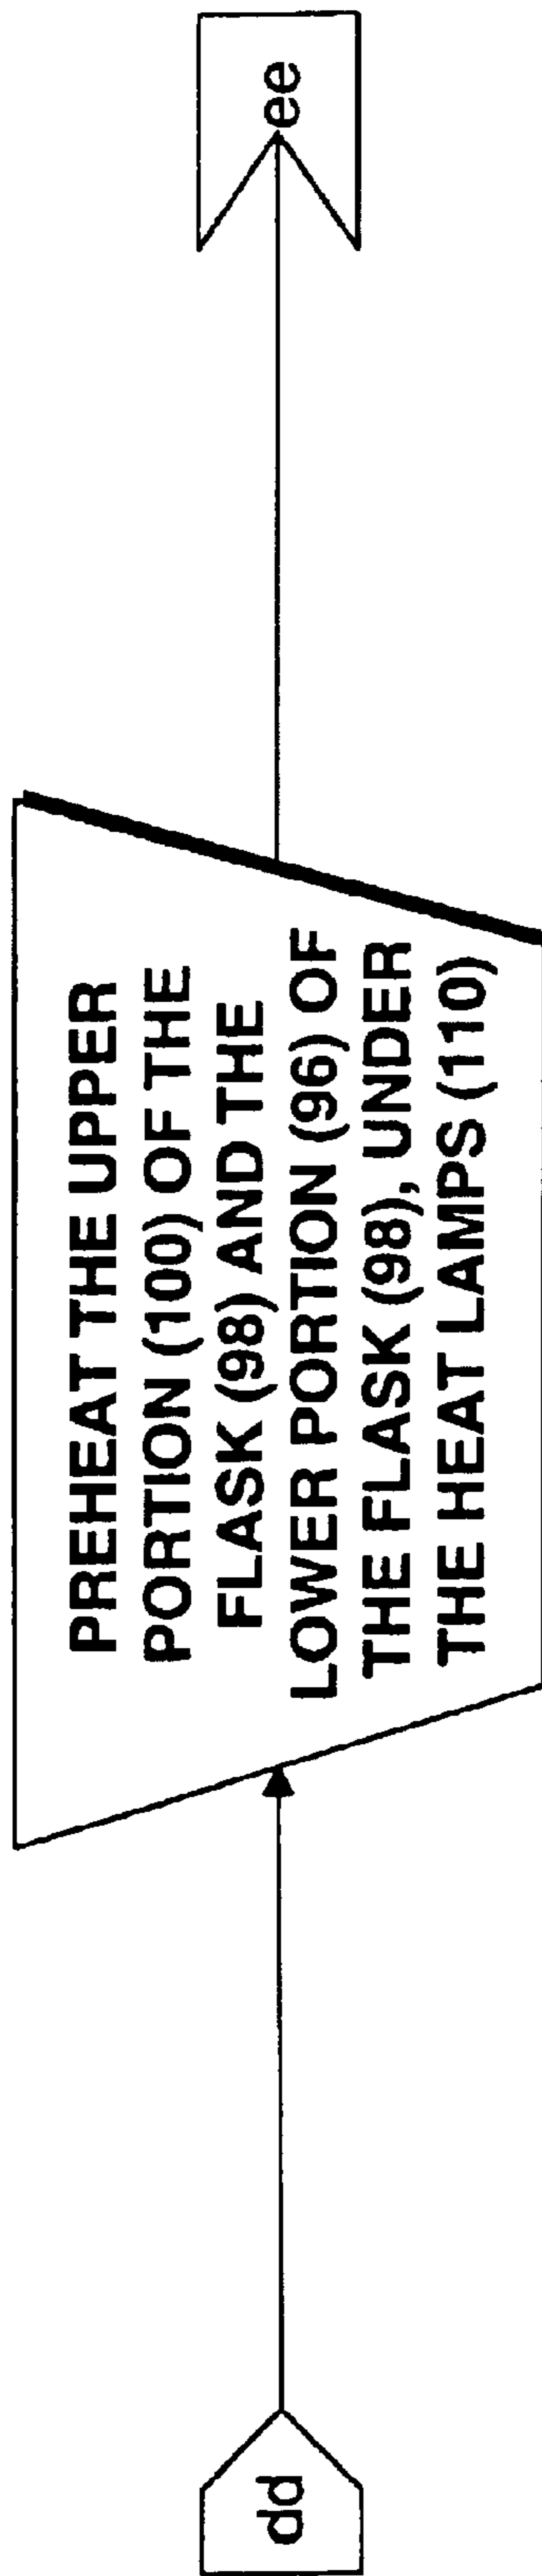 dd
PREHEAT THE UPPER
PORTION (100) OF THE
FLASK (98) AND THE
LOWER PORTION (96) OF
THE FLASK (98), UNDER
THE HEAT LAMPS (110)
ee